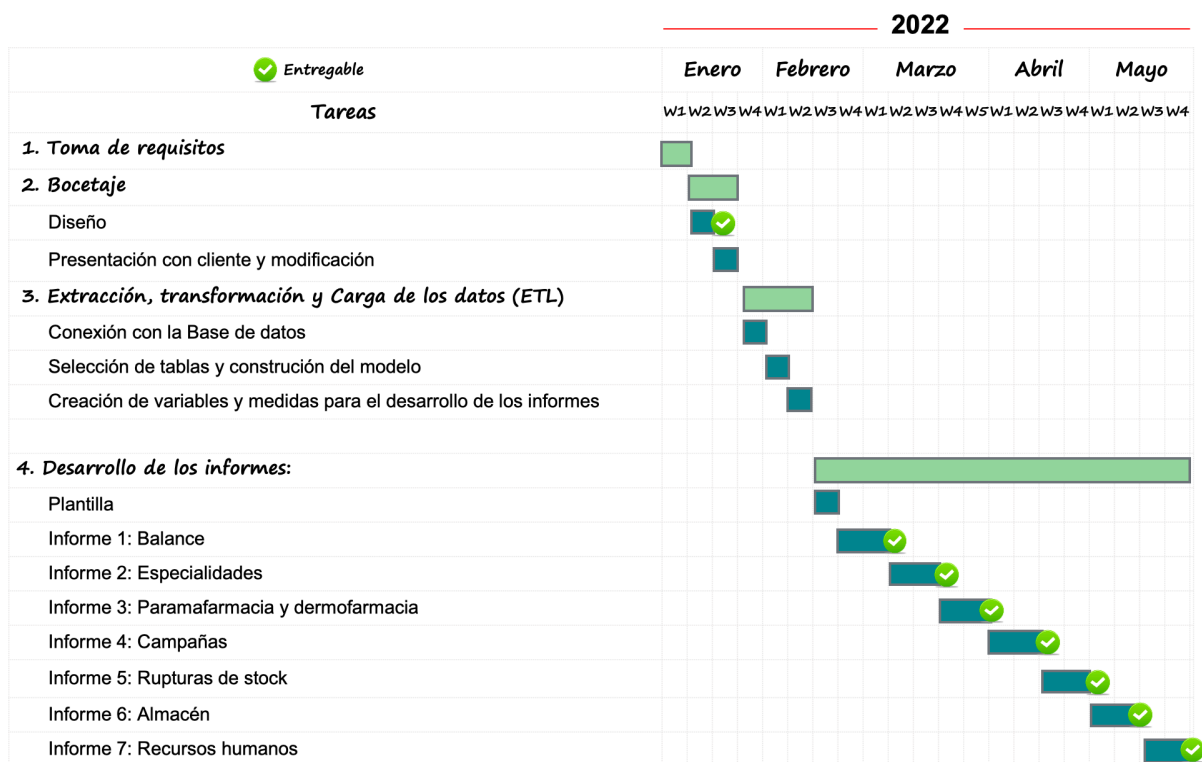 2022
Entregable
Enero Febrero Marzo Abril Mayo
Tareas
W1 W2 W3 W4 W1 W2 W3 W4 W1 W2 W3 W4 W5 W1 W2 W3 W4 W1 W2 W3 W4
1. Toma de requisitos
2. Bocetaje
Diseño
Presentación con cliente y modificación
3. Extracción, transformación y Carga de los datos (ETL)
Conexión con la Base de datos
Selección de tablas y construción del modelo
Creación de variables y medidas para el desarrollo de los informes
4. Desarrollo de los informes:
Plantilla
Informe 1: Balance
Informe 2: Especialidades
Informe 3: Paramafarmacia y dermofarmacia
Informe 4: Campañas
Informe 5: Rupturas de stock
Informe 6: Almacén
Informe 7: Recursos humanos